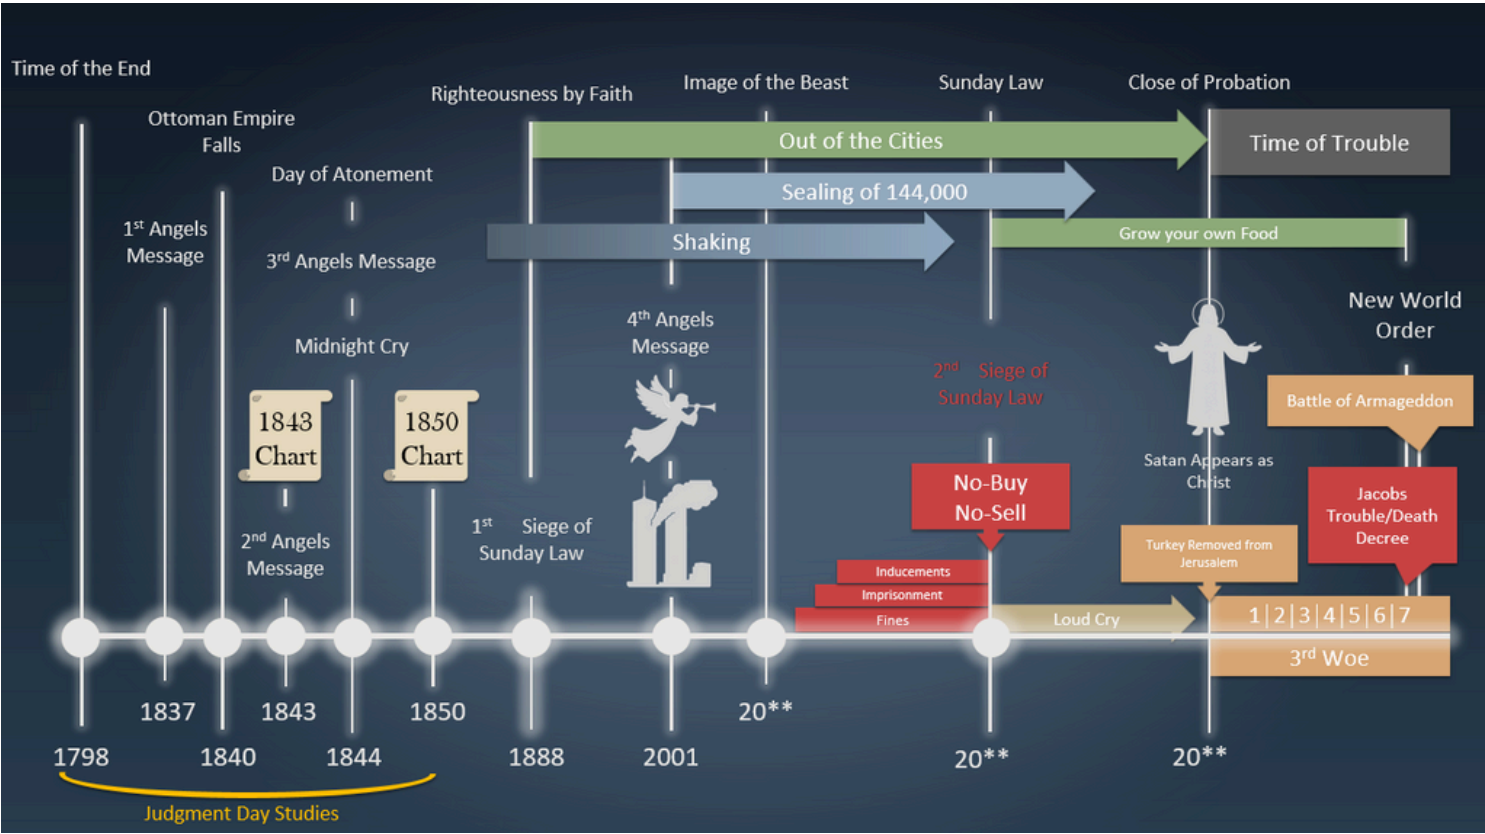 Time of the End
Ottoman Empire
Falls
1st Angels
Message
Day of Atonement
3rd Angels Message
Midnight Cry
1843
Chart
1850
Chart
2nd Angels
Message
Righteousness by Faith
Image of the Beast
Sunday Law
Close of Probation
Out of the Cities
Time of Trouble
Sealing of 144,000
Shaking
Grow your own Food
4th Angels
Message
1st Siege of
Sunday Law
2nd Siege of
Sunday Law
No-Buy
No-Sell
Inducements
Imprisonment
Fines
Loud Cry
Satan Appears as
Christ
Turkey Removed from
Jerusalem
New World
Order
Battle of Armageddon
Jacobs
Trouble/Death
Decree
1|2|3|4|5|6|7
3rd Woe
1798
1837
1840
1843
1844
1850
1888
2001
20**
20**
20**
Judgment Day Studies